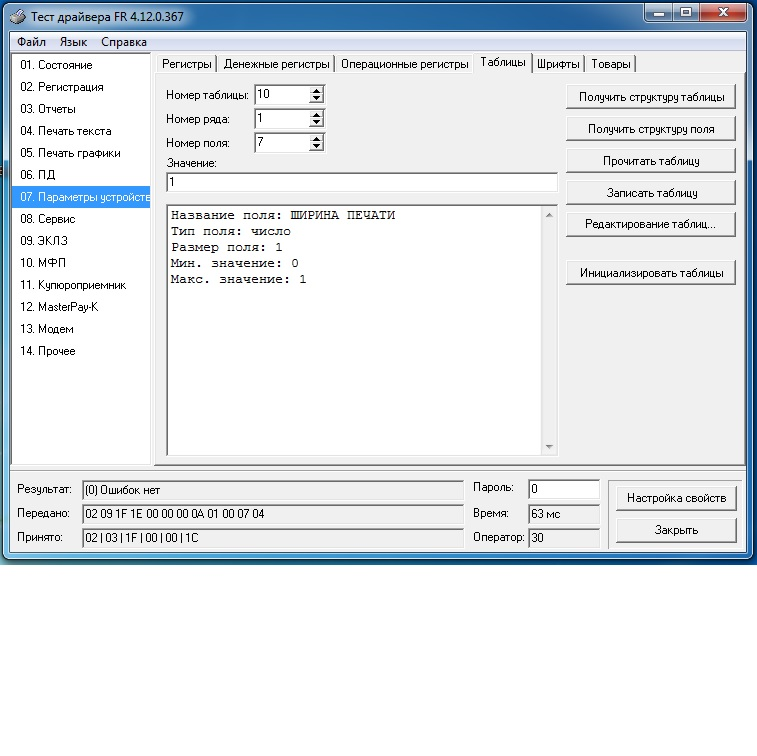 Тест драйвера FR 4.12.0.367
Файл Язык Справка
01. Состояние
02. Регистрация
03. Отчеты
04. Печать текста
05. Печать графики
06. ПД
07. Параметры устройств
08. Сервис
09. ЭКЛЗ
10. МФП
11. Купюроприемник
12. MasterPay-K
13. Модем
14. Прочее
Регистры Денежные регистры Операционные регистры Таблицы Шрифты Товары
Номер таблицы: 10
Номер ряда: 1
Номер поля: 7
Значение:
1
Название поля: ШИРИНА ПЕЧАТИ
Тип поля: число
Размер поля: 1
Мин. значение: 0
Макс. значение: 1
Получить структуру таблицы
Получить структуру поля
Прочитать таблицу
Записать таблицу
Редактирование таблиц...
Инициализировать таблицы
Результат: (0) Ошибок нет
Передано: 02 09 1F 1E 00 00 00 0A 01 00 07 04
Принято: 02 | 03 | 1F | 00 | 00 | 1C
Пароль: 0
Время: 63 мс
Оператор: 30
Настройка свойств
Закрыть